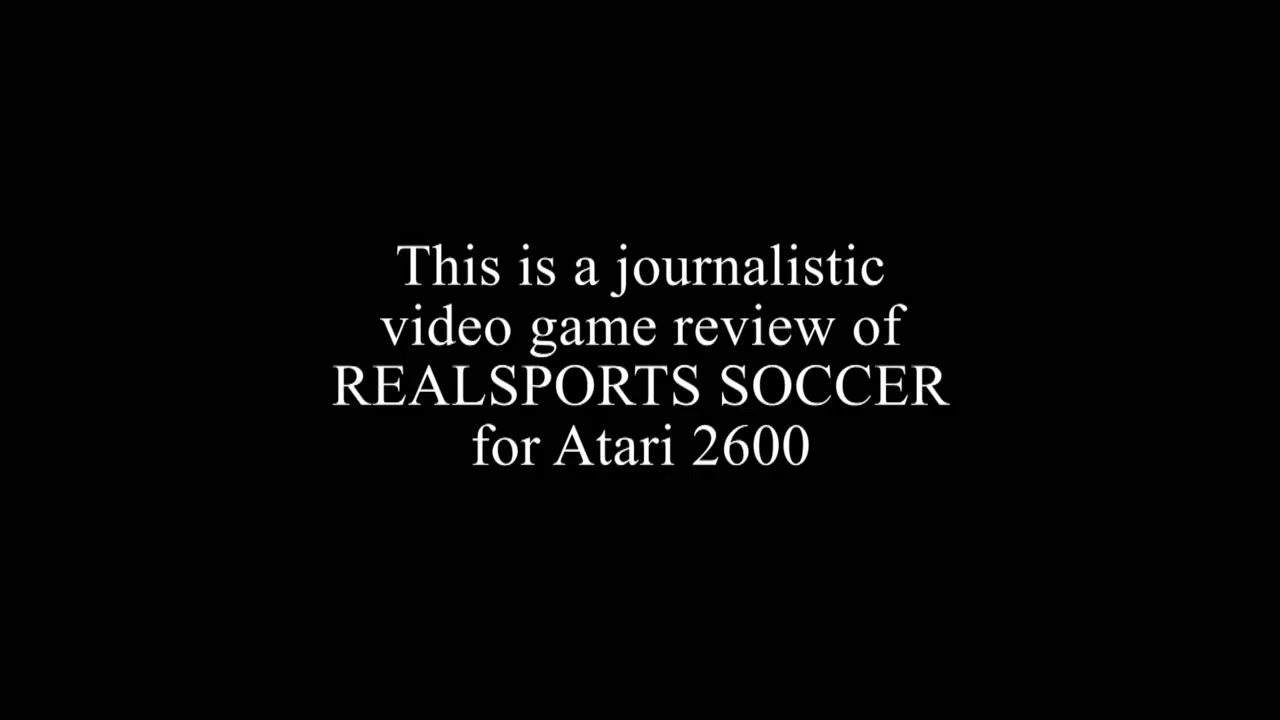 This is a journalistic
video game review of
REALSPORTS SOCCER
for Atari 2600